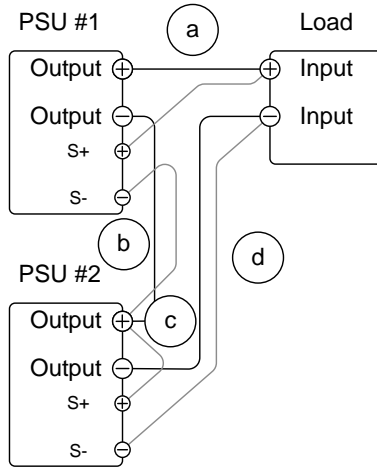 PSU #1
Load
a
Output
Input
Output
Input
S+
S-
b
d
PSU #2
Output
c
Output
S+
S-